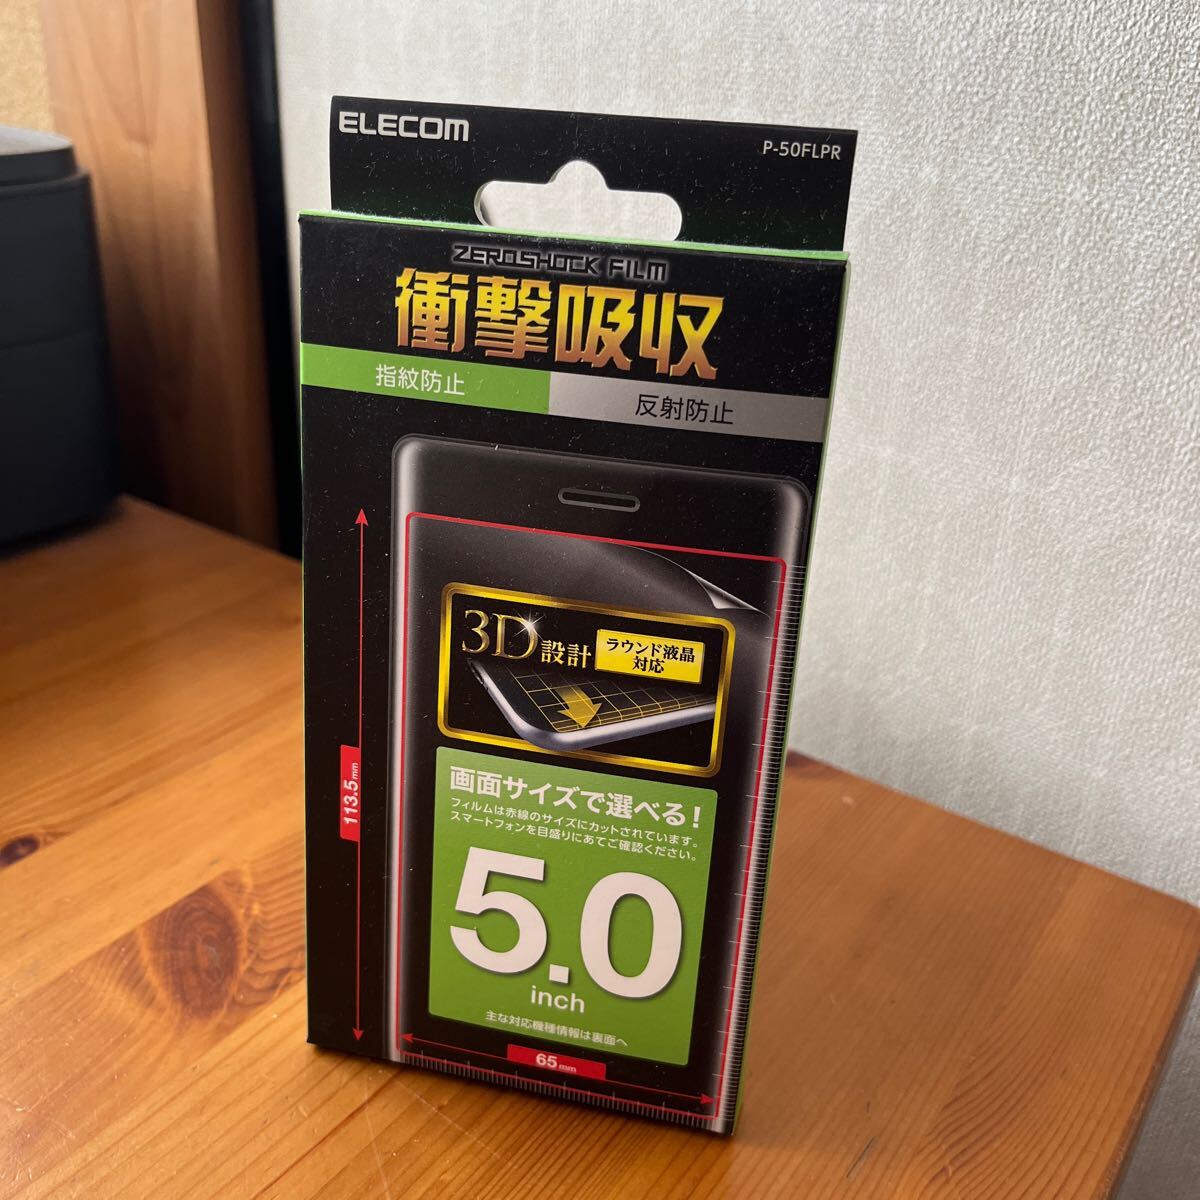 ELECOM
P-50FLPR
ZEROSHOCK FILM
衝撃吸収
指紋防止
反射防止
3D設計
ラウンド液晶
対応
113.5mm
画面サイズで選べる!
フィルムは赤線のサイズにカットされています。
スマートフォンを目盛りにあてご確認ください。
5.0
inch
主な対応機種情報は裏面へ
65mm